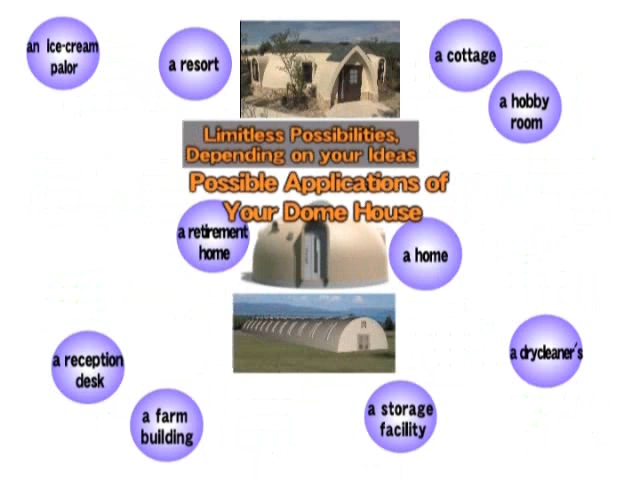 an Ice-cream
palor
a resort
a cottage
a hobby
room
Limitless Possibilities,
Depending on your Ideas
Possible Applications of
Your Dome House
a retirement
home
a home
a reception
desk
a farm
building
a storage
facility
a drycleaner's